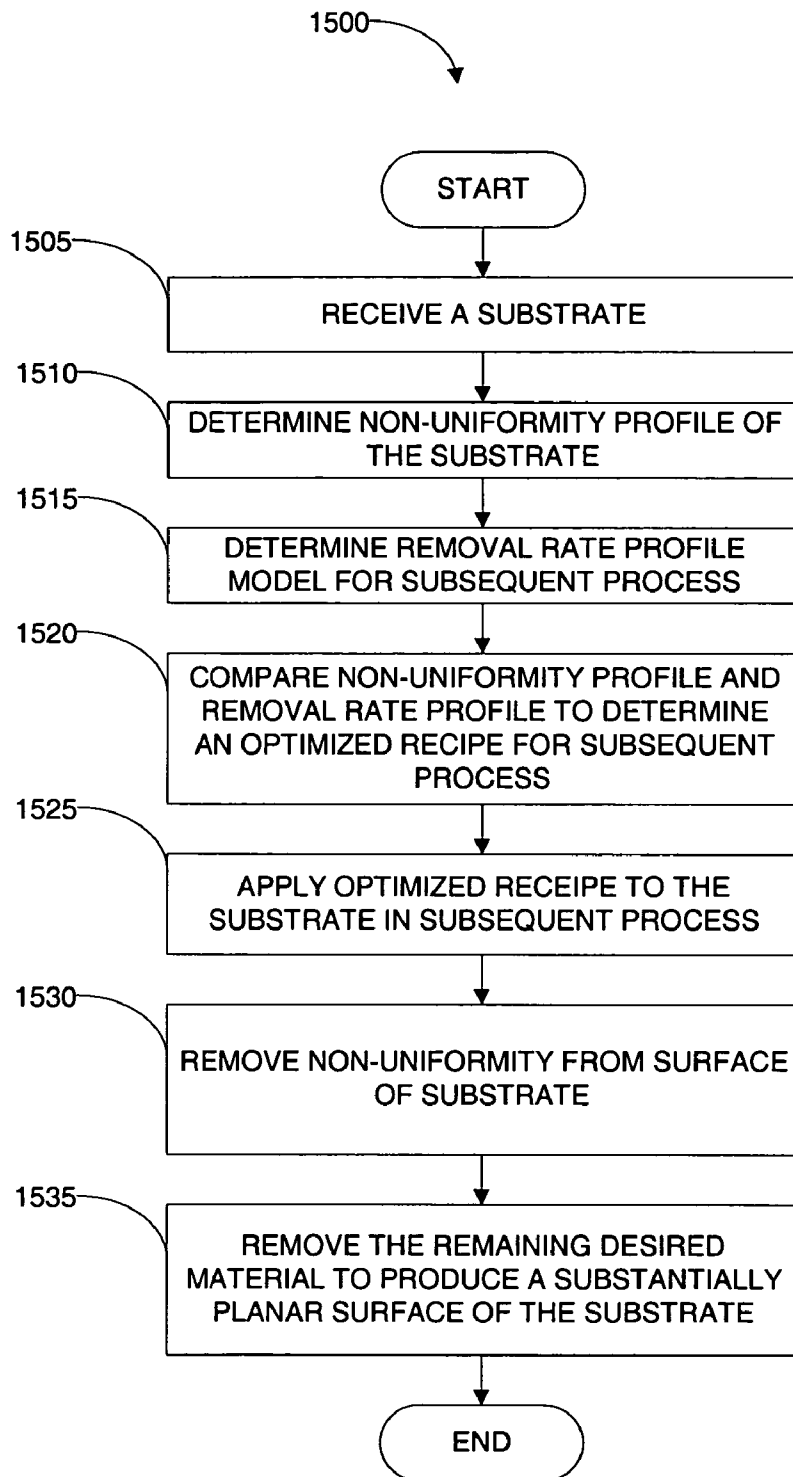 1500
START
1505
RECEIVE A SUBSTRATE
1510
DETERMINE NON-UNIFORMITY PROFILE OF
THE SUBSTRATE
1515
DETERMINE REMOVAL RATE PROFILE
MODEL FOR SUBSEQUENT PROCESS
1520
COMPARE NON-UNIFORMITY PROFILE AND
REMOVAL RATE PROFILE TO DETERMINE
AN OPTIMIZED RECIPE FOR SUBSEQUENT
PROCESS
1525
APPLY OPTIMIZED RECEIPE TO THE
SUBSTRATE IN SUBSEQUENT PROCESS
1530
REMOVE NON-UNIFORMITY FROM SURFACE
OF SUBSTRATE
1535
REMOVE THE REMAINING DESIRED
MATERIAL TO PRODUCE A SUBSTANTIALLY
PLANAR SURFACE OF THE SUBSTRATE
END